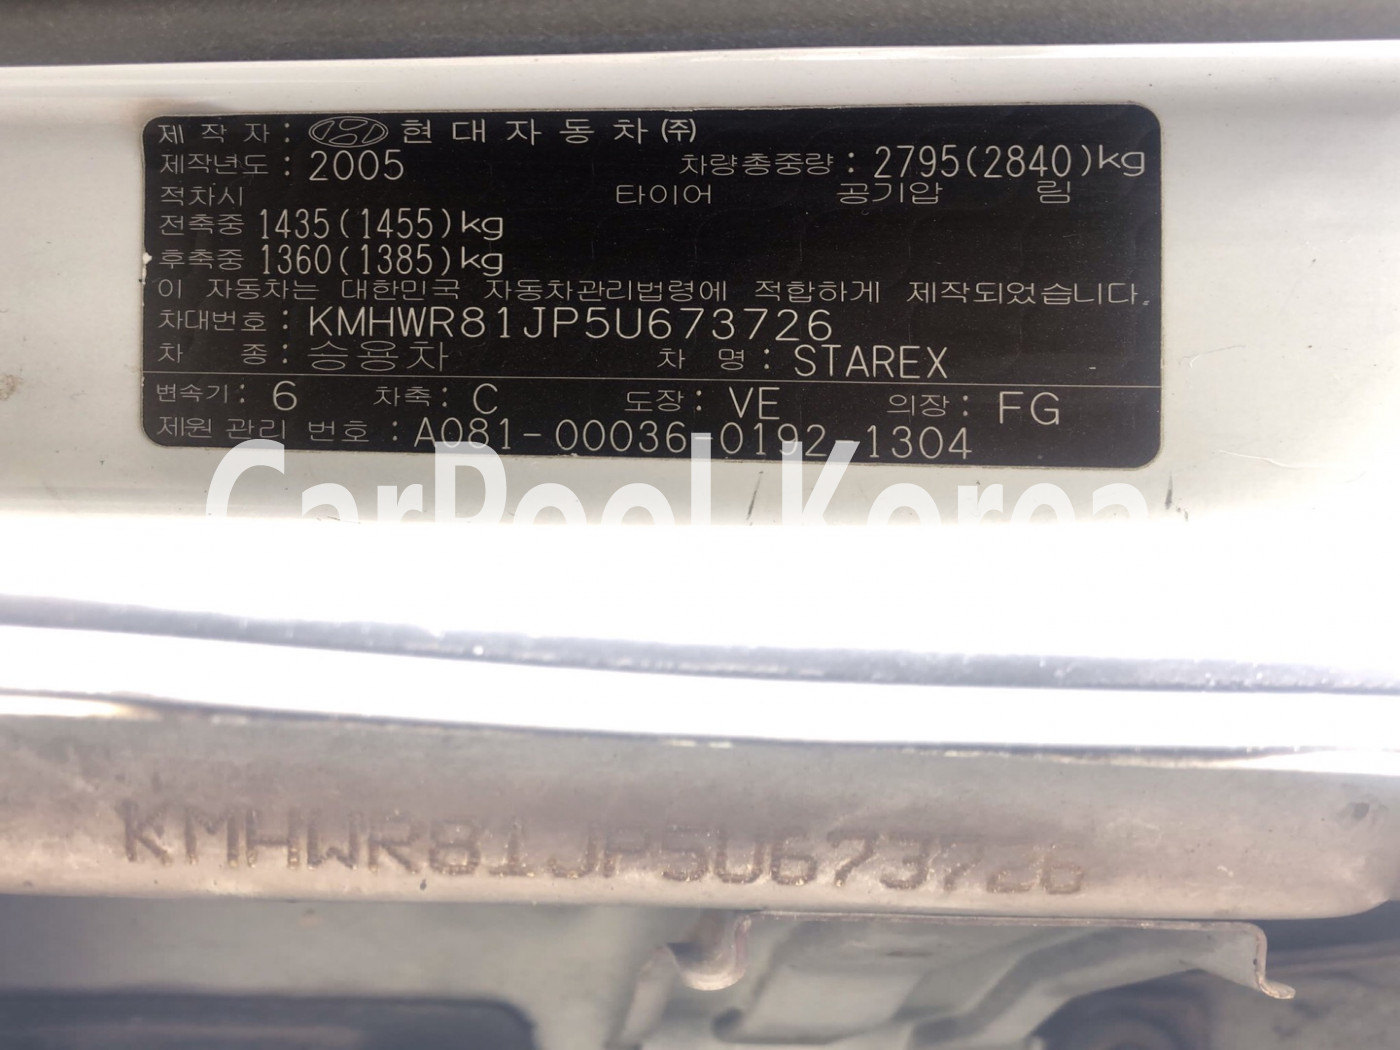 제 작 자 : HYUNDAI 현 대 자 동 차 ㈜
제작년도 : 2005 차량총중량 : 2795(2840)kg
적차시 타이어 공기압 림
전축중 1435(1455)kg
후축중 1360(1385)kg
이 자동차는 대한민국 자동차관리법령에 적합하게 제작되었습니다.
차대번호 : KMHWR81JP5U673726
차 종 : 승용차 차 명 : STAREX
변속기 : 6 차축 : C 도장 : VE 의장 : FG
제원 관리 번호 : A081-00036-0192-1304
CarPool Korea
KMHWR81JP5U673726